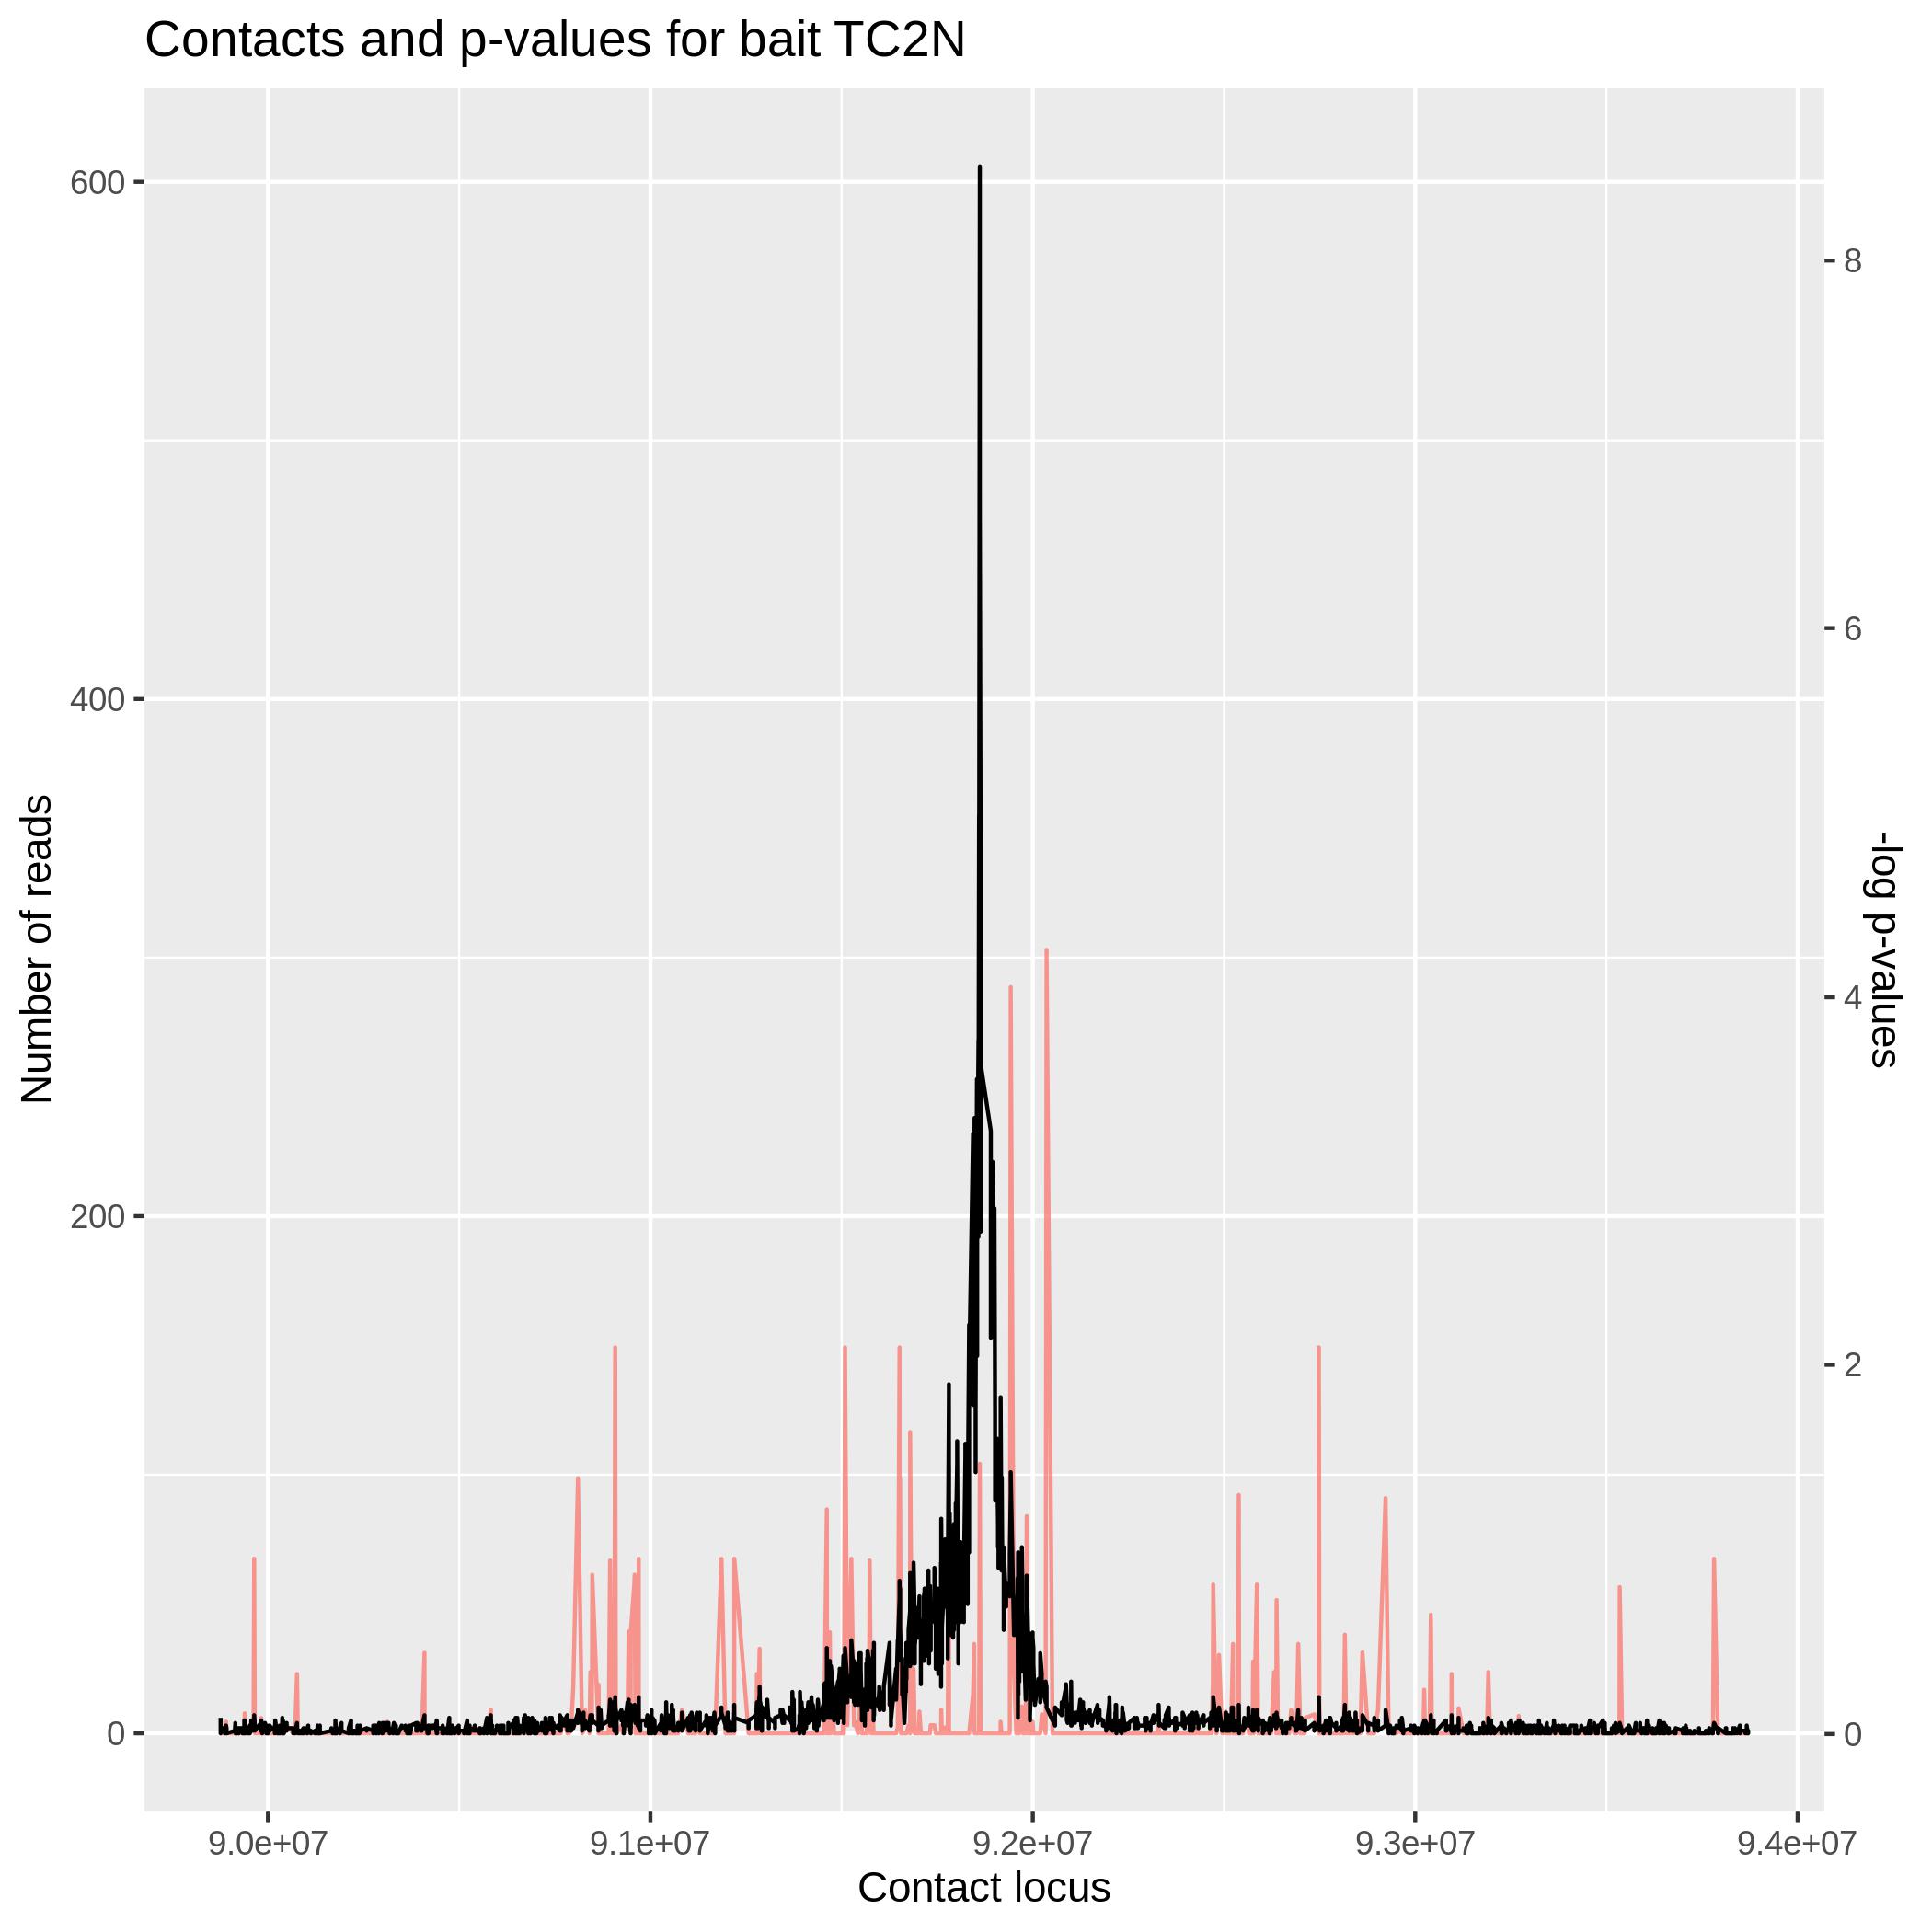 Contacts and p-values for bait TC2N
600
400
200
0
Number of reads
8
6
4
2
0
-log p-values
9.0e+07
9.1e+07
9.2e+07
9.3e+07
9.4e+07
Contact locus